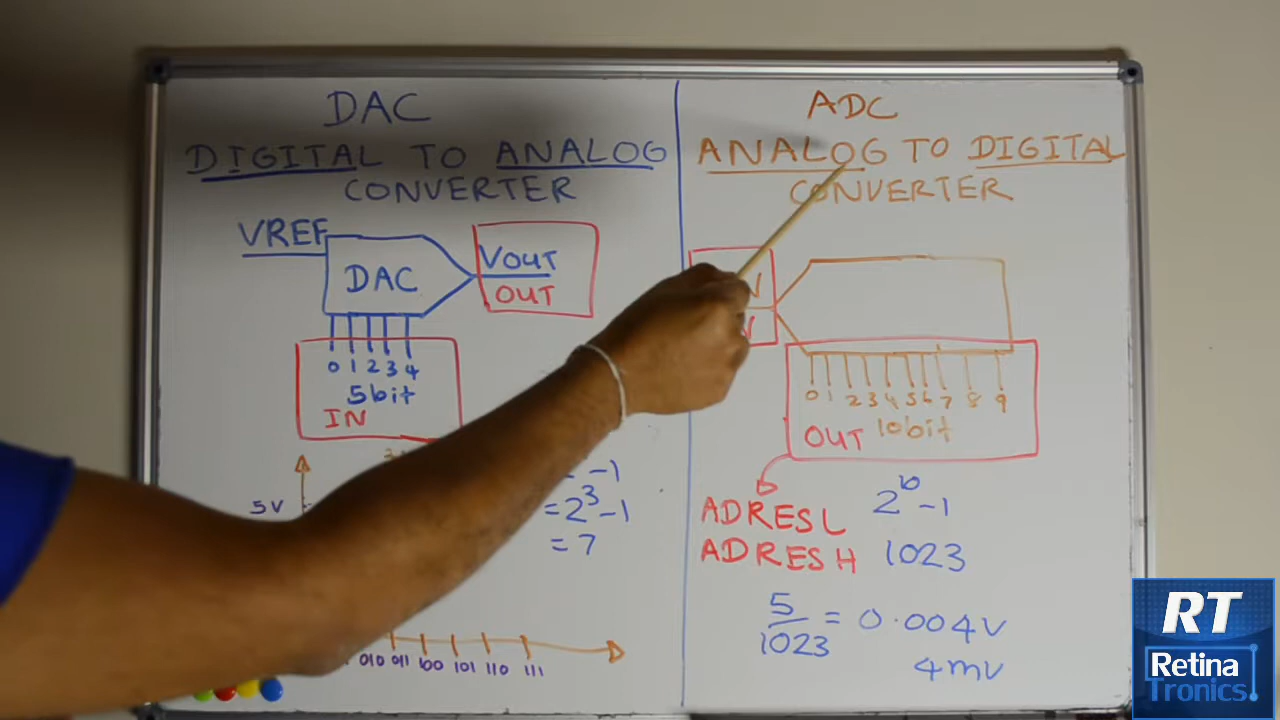 DAC
DIGITAL TO ANALOG
CONVERTER
VREF
DAC
VOUT
OUT
0 1 2 3 4
5bit
IN
5V
-1
= 2³-1
= 7
010 011 100 101 110 111
ADC
ANALOG TO DIGITAL
CONVERTER
0 1 2 3 4 5 6 7 8 9
OUT 10bit
ADRESL
ADRESH
2¹⁰-1
1023
5/1023 = 0.004V
4mV
RT
Retina
Tronics